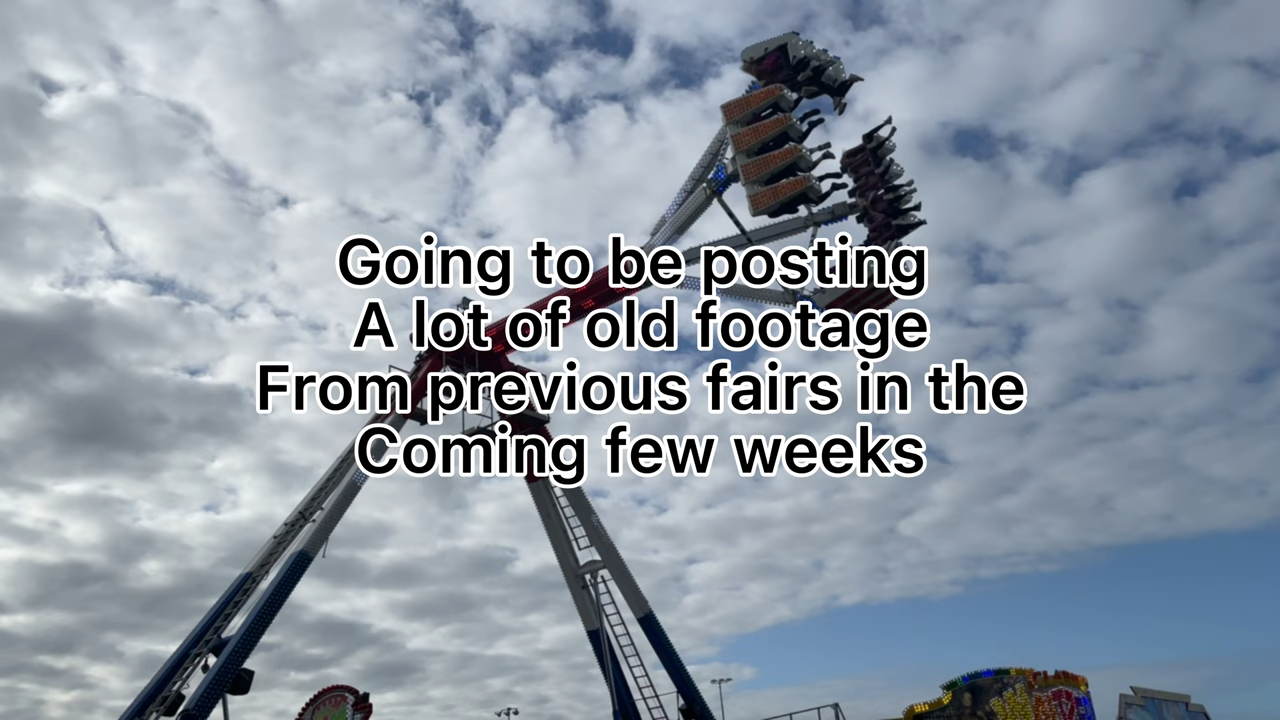 Going to be posting
A lot of old footage
From previous fairs in the
Coming few weeks